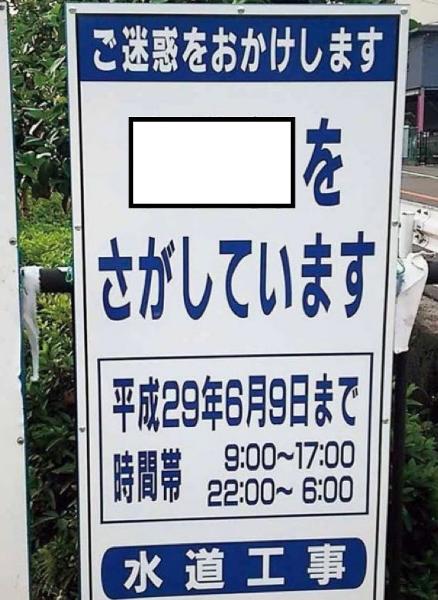 ご迷惑をおかけします
を
さがしています
平成29年6月9日まで
時間帯 9:00～17:00
22:00～ 6:00
水道工事